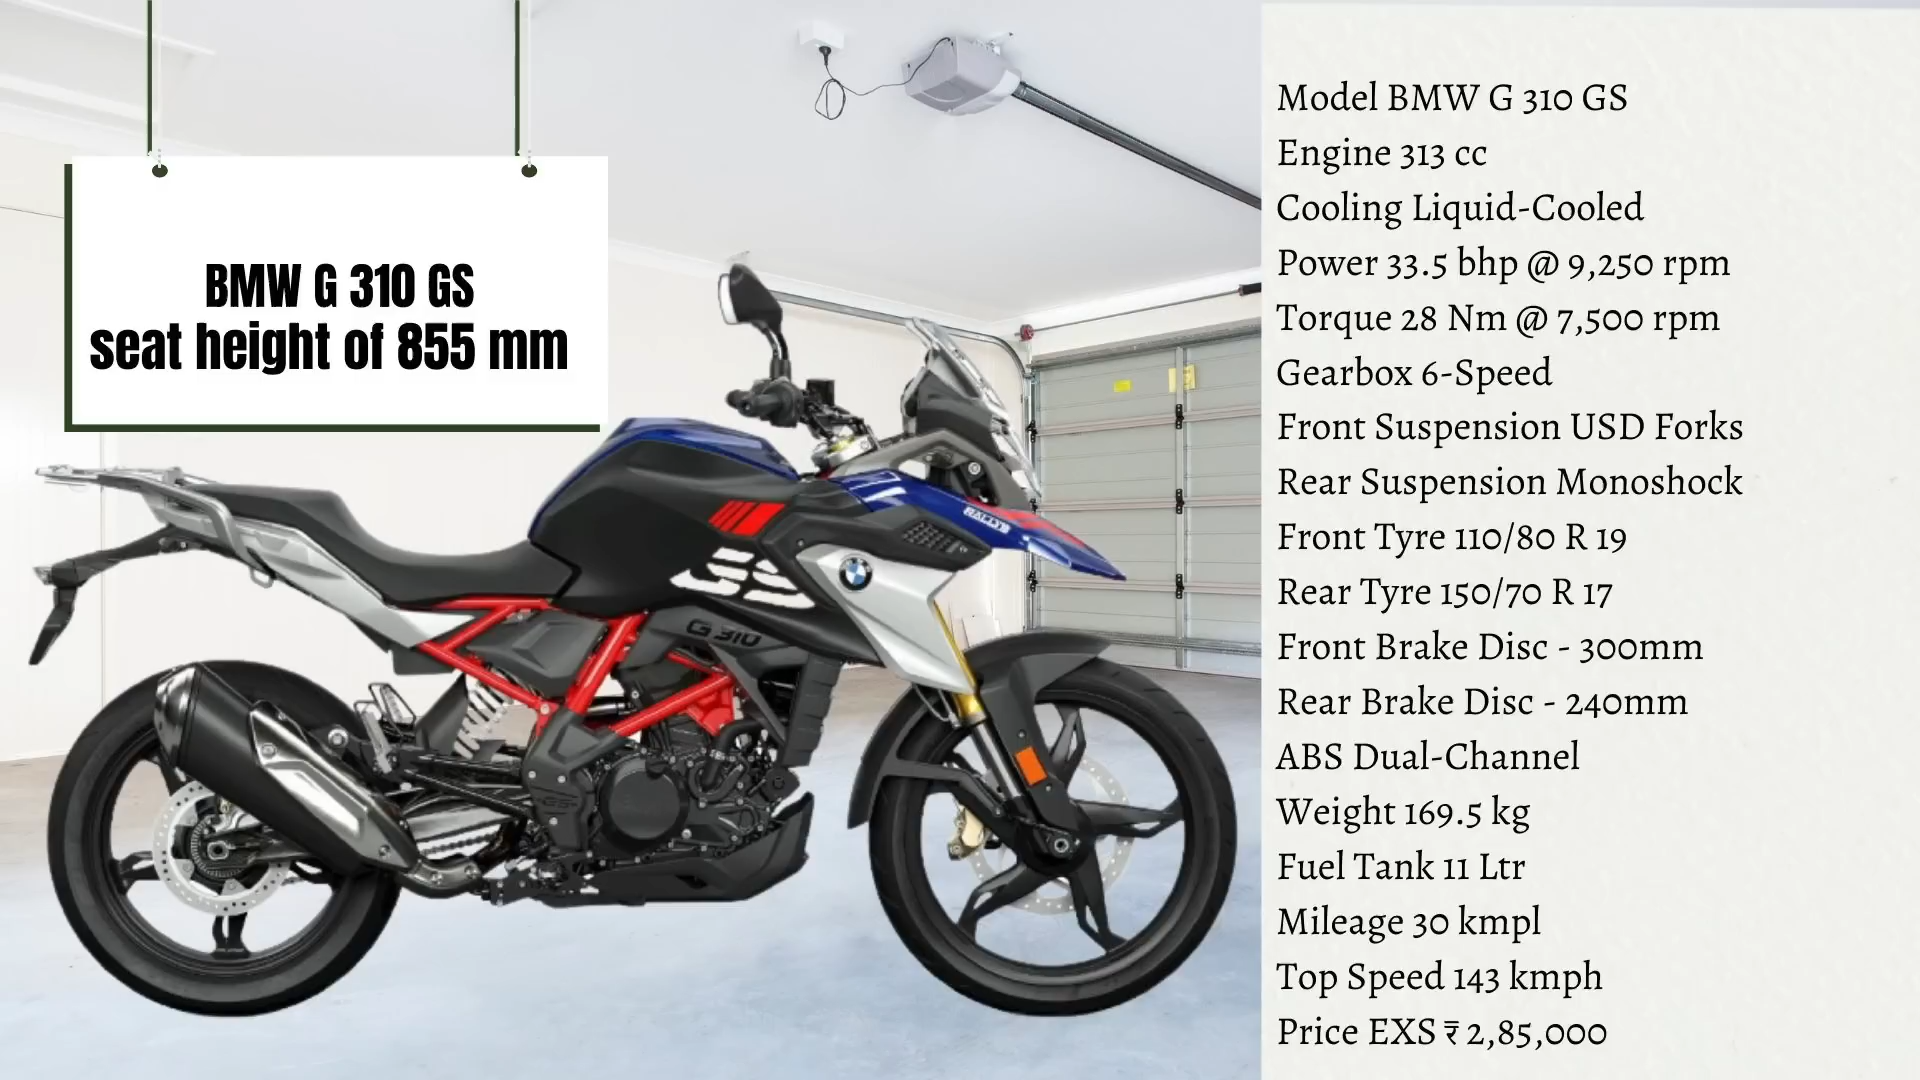 BMW G 310 GS
seat height of 855 mm
RALLYE
GS
G 310
Model BMW G 310 GS
Engine 313 cc
Cooling Liquid-Cooled
Power 33.5 bhp @ 9,250 rpm
Torque 28 Nm @ 7,500 rpm
Gearbox 6-Speed
Front Suspension USD Forks
Rear Suspension Monoshock
Front Tyre 110/80 R 19
Rear Tyre 150/70 R 17
Front Brake Disc - 300mm
Rear Brake Disc - 240mm
ABS Dual-Channel
Weight 169.5 kg
Fuel Tank 11 Ltr
Mileage 30 kmpl
Top Speed 143 kmph
Price EXS ₹ 2,85,000